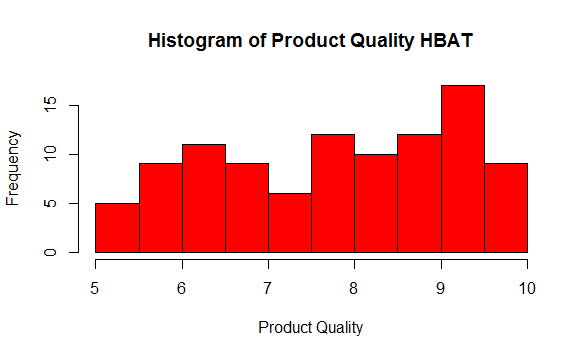 Histogram of Product Quality HBAT
Frequency
15
10
5
0
5 6 7 8 9 10
Product Quality